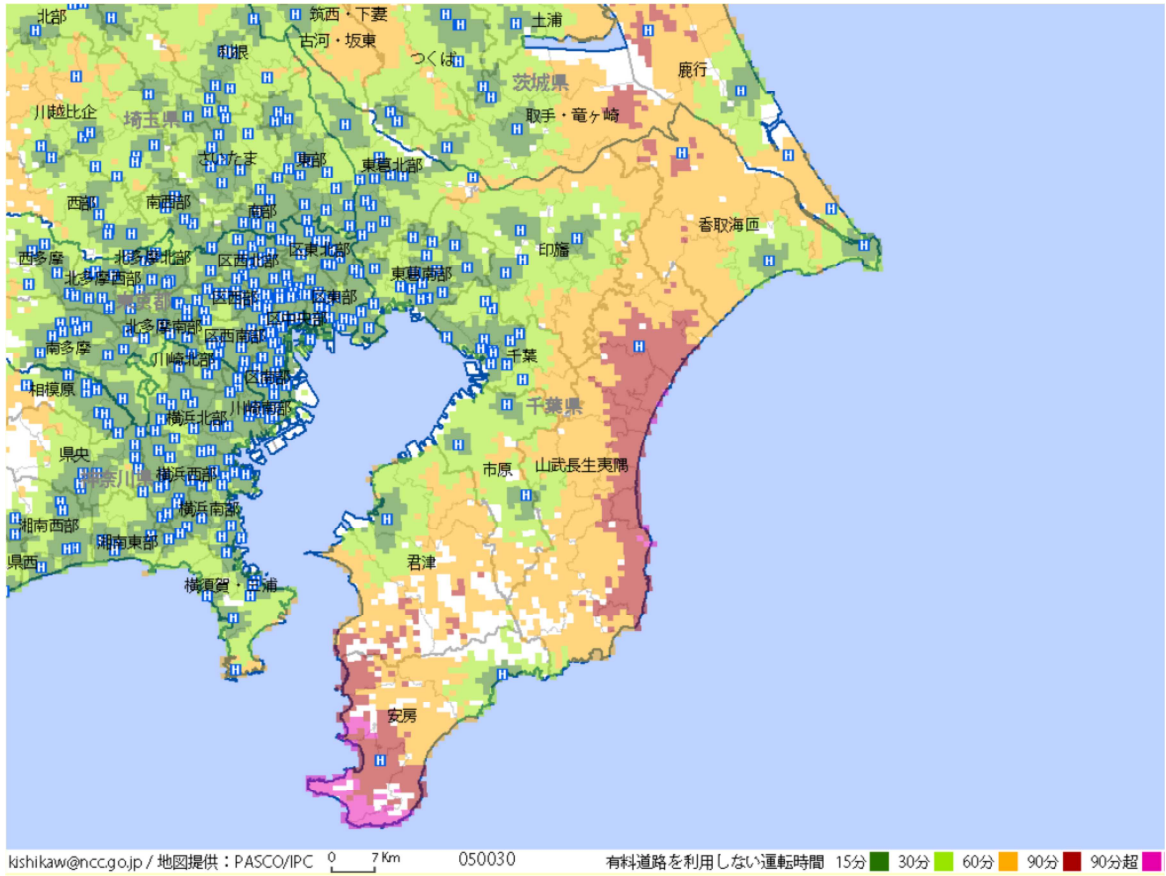 北部
筑西・下妻
土浦
古河・坂東
利根
つくば
鹿行
茨城県
川越比企
埼玉県
取手・竜ヶ崎
さいたま
東部
東葛北部
西部
南西部
南部
香取海匝
西多摩
北多摩北部
区西北部
区東北部
印旛
北多摩西部
東葛南部
東京都
区西部
区東部
北多摩南部
区中央部
区西南部
南多摩
川崎北部
千葉
相模原
区南部
横浜北部
川崎南部
千葉県
県央
神奈川県
横浜西部
市原
山武長生夷隅
横浜南部
湘南西部
湘南東部
県西
君津
横須賀・三浦
安房
kishikaw@ncc.go.jp / 地図提供：PASCO/IPC 0 7 Km 050030 有料道路を利用しない運転時間 15分 30分 60分 90分 90分超